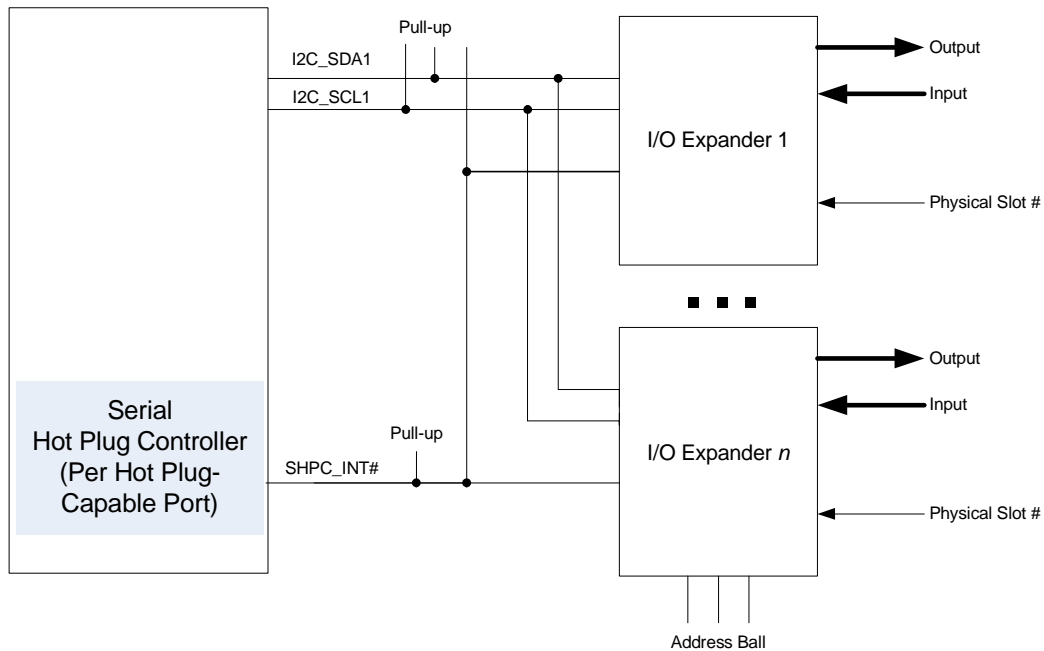 Pull-up
I2C_SDA1
I2C_SCL1
I/O Expander 1
Output
Input
Physical Slot #
Serial
Hot Plug Controller
(Per Hot Plug-
Capable Port)
Pull-up
SHPC_INT#
I/O Expander n
Output
Input
Physical Slot #
Address Ball